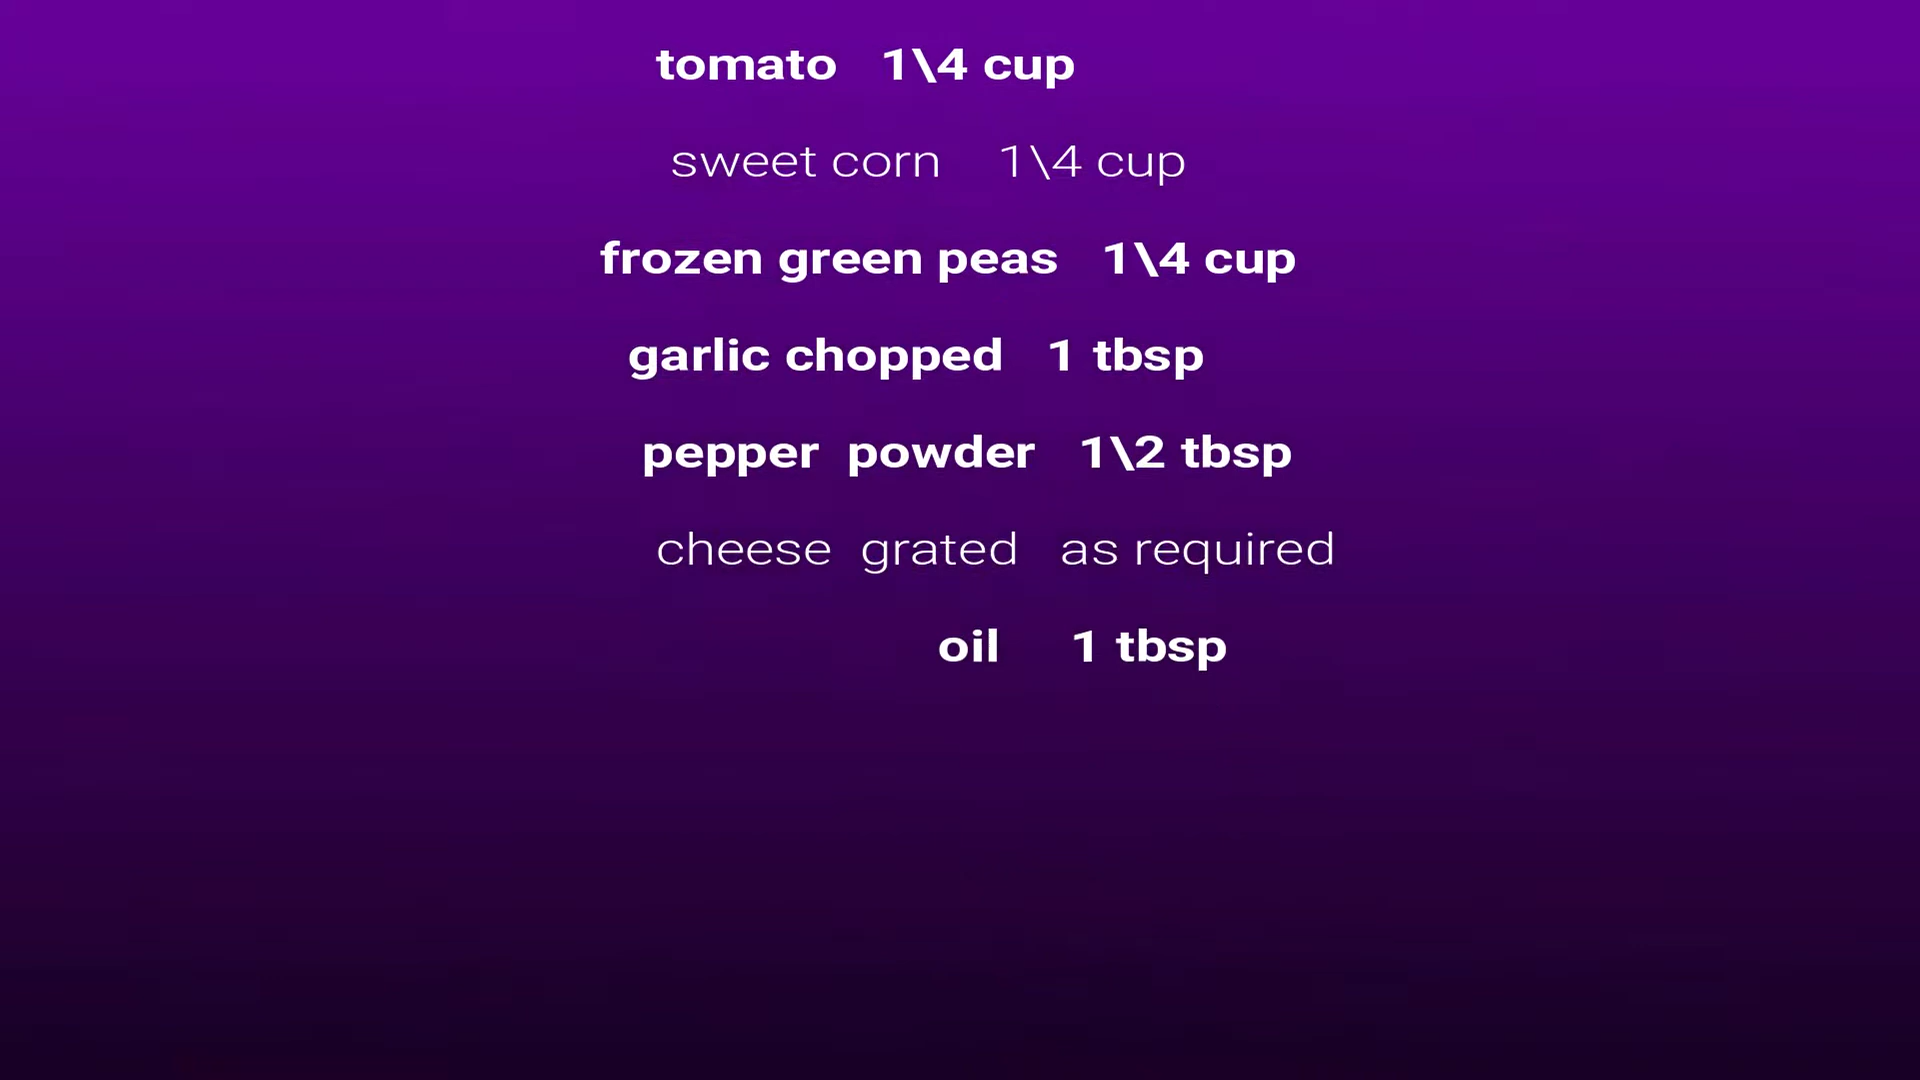 tomato 1\4 cup
sweet corn 1\4 cup
frozen green peas 1\4 cup
garlic chopped 1 tbsp
pepper powder 1\2 tbsp
cheese grated as required
oil 1 tbsp